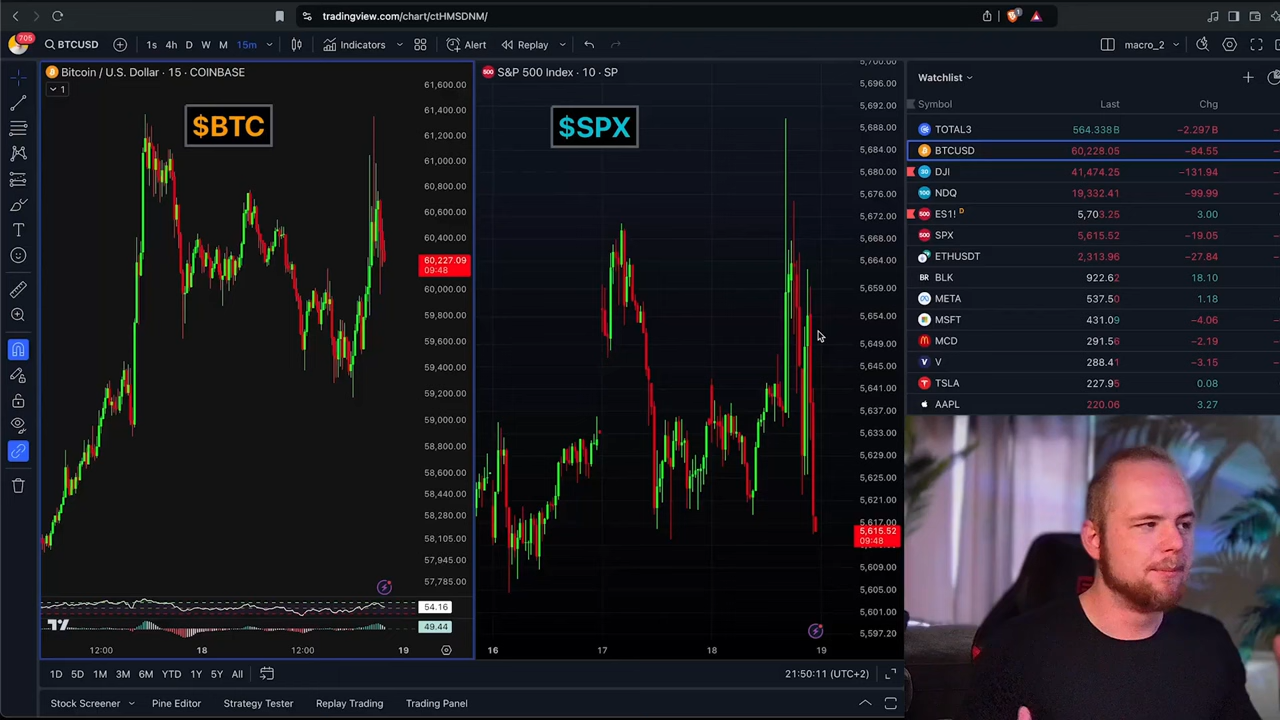 tradingview.com/chart/ctHMSDNM/
705
BTCUSD
1s 4h D W M 15m
Indicators
Alert
Replay
macro_2
Bitcoin / U.S. Dollar · 15 · COINBASE
1
$BTC
61,600.00
61,400.00
61,200.00
61,000.00
60,800.00
60,600.00
60,400.00
60,227.09
09:48
60,000.00
59,800.00
59,600.00
59,400.00
59,200.00
59,000.00
58,800.00
58,600.00
58,440.00
58,280.00
58,105.00
57,945.00
57,785.00
54.16
49.44
12:00 18 12:00 19
S&P 500 Index · 10 · SP
$SPX
5,700.00
5,696.00
5,692.00
5,688.00
5,684.00
5,680.00
5,676.00
5,672.00
5,668.00
5,664.00
5,659.00
5,654.00
5,649.00
5,645.00
5,641.00
5,637.00
5,633.00
5,629.00
5,625.00
5,621.00
5,617.00
5,615.52
09:48
5,609.00
5,605.00
5,601.00
5,597.20
16 17 18 19
Watchlist
Symbol Last Chg
TOTAL3 564.338B −2.297B
BTCUSD 60,228.05 −84.55
DJI 41,474.25 −131.94
NDQ 19,332.41 −99.99
ES1! D 5,703.25 3.00
SPX 5,615.52 −19.05
ETHUSDT 2,313.96 −27.84
BLK 922.62 18.10
META 537.50 1.18
MSFT 431.09 −4.06
MCD 291.56 −2.19
V 288.41 −3.15
TSLA 227.95 0.08
AAPL 220.06 3.27
1D 5D 1M 3M 6M YTD 1Y 5Y All
21:50:11 (UTC+2)
Stock Screener Pine Editor Strategy Tester Replay Trading Trading Panel